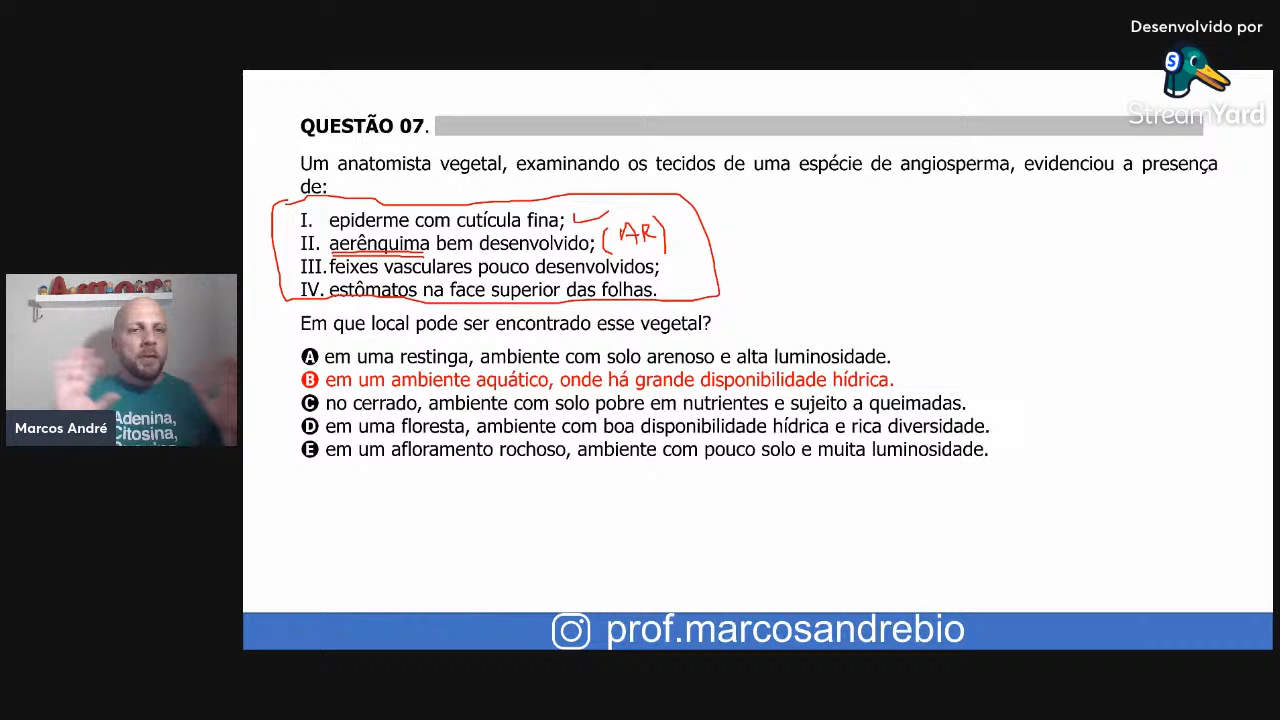 Desenvolvido por
S
StreamYard
QUESTÃO 07.
Um anatomista vegetal, examinando os tecidos de uma espécie de angiosperma, evidenciou a presença
de:
I. epiderme com cutícula fina;
II. aerênquima bem desenvolvido; (AR)
III. feixes vasculares pouco desenvolvidos;
IV. estômatos na face superior das folhas.
Em que local pode ser encontrado esse vegetal?
A em uma restinga, ambiente com solo arenoso e alta luminosidade.
B em um ambiente aquático, onde há grande disponibilidade hídrica.
C no cerrado, ambiente com solo pobre em nutrientes e sujeito a queimadas.
D em uma floresta, ambiente com boa disponibilidade hídrica e rica diversidade.
E em um afloramento rochoso, ambiente com pouco solo e muita luminosidade.
Adenina,
Citosina,
Marcos André
prof.marcosandrebio